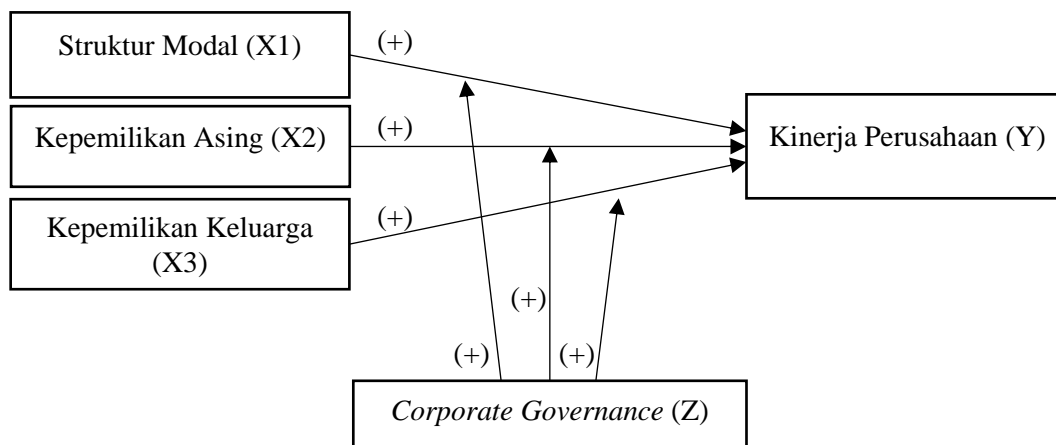 Struktur Modal (X1)
(+)
Kepemilikan Asing (X2)
(+)
Kinerja Perusahaan (Y)
Kepemilikan Keluarga
(X3)
(+)
(+)
(+)
(+)
Corporate Governance (Z)